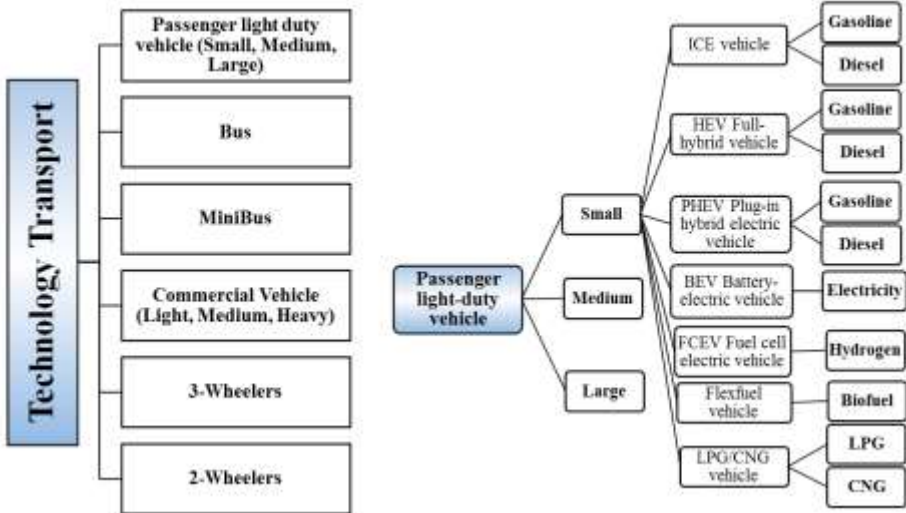 Technology Transport
Passenger light duty
vehicle (Small, Medium,
Large)
Bus
MiniBus
Commercial Vehicle
(Light, Medium, Heavy)
3-Wheelers
2-Wheelers
Passenger
light-duty
vehicle
Small
Medium
Large
ICE vehicle
Gasoline
Diesel
HEV Full-
hybrid vehicle
Gasoline
Diesel
PHEV Plug-in
hybrid electric
vehicle
Gasoline
Diesel
BEV Battery-
electric vehicle
Electricity
FCEV Fuel cell
electric vehicle
Hydrogen
Flexfuel
vehicle
Biofuel
LPG/CNG
vehicle
LPG
CNG